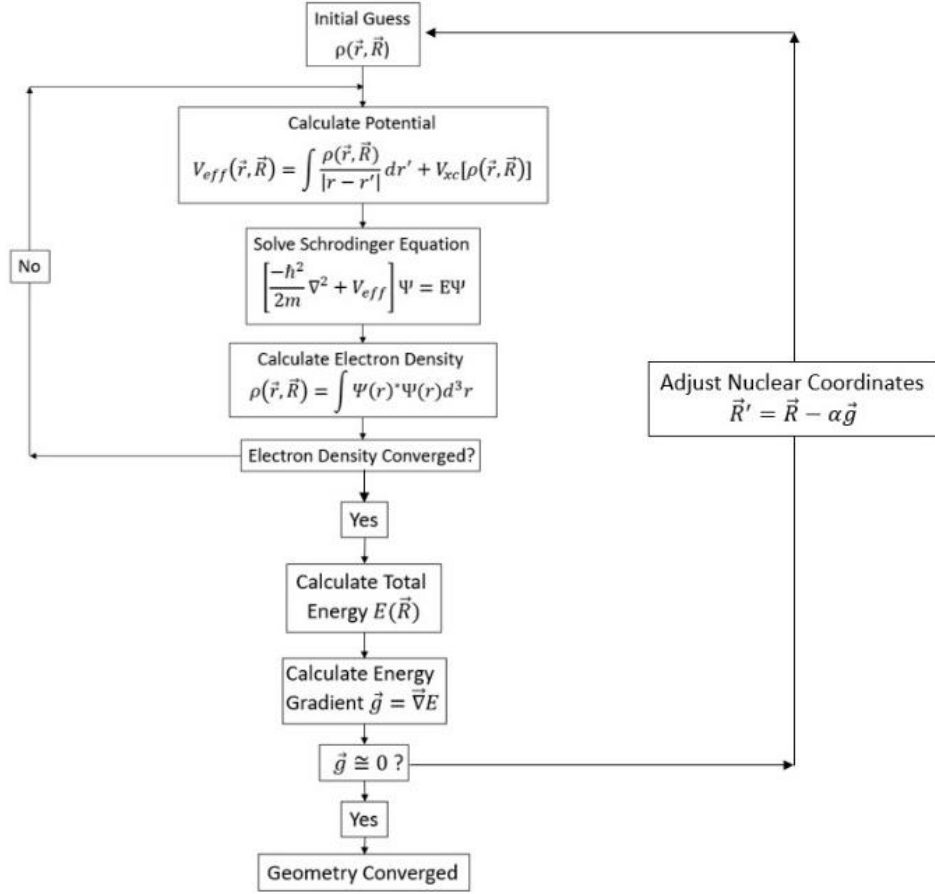 Initial Guess
ρ(r⃗, R⃗)
Calculate Potential
V_eff(r⃗, R⃗) = ∫ ρ(r⃗, R⃗) / |r − r′| dr′ + V_xc[ρ(r⃗, R⃗)]
Solve Schrodinger Equation
[−ℏ² / 2m ∇² + V_eff] Ψ = EΨ
No
Calculate Electron Density
ρ(r⃗, R⃗) = ∫ Ψ(r)*Ψ(r)d³r
Adjust Nuclear Coordinates
R⃗′ = R⃗ − αg⃗
Electron Density Converged?
Yes
Calculate Total
Energy E(R⃗)
Calculate Energy
Gradient g⃗ = ∇⃗E
g⃗ ≅ 0 ?
Yes
Geometry Converged